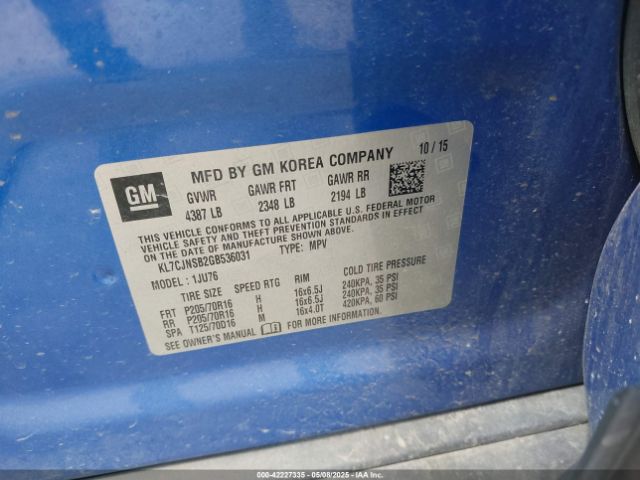 GM
MFD BY GM KOREA COMPANY 10 / 15
GVWR GAWR FRT GAWR RR
4387 LB 2348 LB 2194 LB
THIS VEHICLE CONFORMS TO ALL APPLICABLE U.S. FEDERAL MOTOR
VEHICLE SAFETY AND THEFT PREVENTION STANDARDS IN EFFECT
ON THE DATE OF MANUFACTURE SHOWN ABOVE.
KL7CJNSB2GB536031 TYPE: MPV
MODEL : 1JU76
TIRE SIZE SPEED RTG RIM COLD TIRE PRESSURE
FRT P205/70R16 H 16x6.5J 240KPA, 35 PSI
RR P205/70R16 H 16x6.5J 240KPA, 35 PSI
SPA T125/70D16 M 16x4.0T 420KPA, 60 PSI
SEE OWNER'S MANUAL FOR MORE INFORMATION.
000-42227335 - 05/08/2025 - IAAI.COM